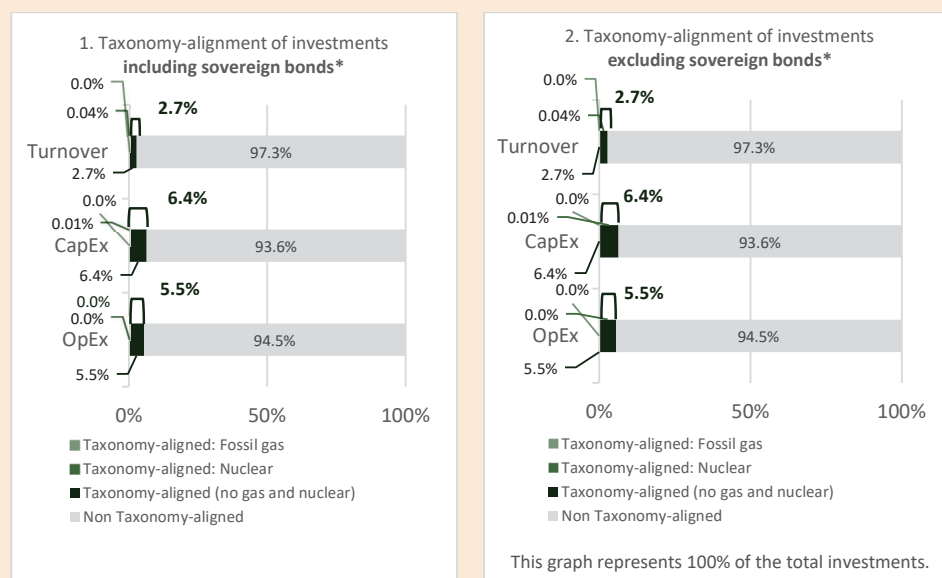 1. Taxonomy-alignment of investments
including sovereign bonds*
0.0%
2.7%
0.04%
Turnover
97.3%
2.7%
0.0%
6.4%
0.01%
CapEx
93.6%
6.4%
5.5%
0.0%
0.0%
OpEx
94.5%
5.5%
0%
50%
100%
Taxonomy-aligned: Fossil gas
Taxonomy-aligned: Nuclear
Taxonomy-aligned (no gas and nuclear)
Non Taxonomy-aligned
2. Taxonomy-alignment of investments
excluding sovereign bonds*
0.0%
2.7%
0.04%
Turnover
97.3%
2.7%
0.0%
6.4%
0.01%
CapEx
93.6%
6.4%
0.0%
5.5%
0.0%
OpEx
94.5%
5.5%
0%
50%
100%
Taxonomy-aligned: Fossil gas
Taxonomy-aligned: Nuclear
Taxonomy-aligned (no gas and nuclear)
Non Taxonomy-aligned
This graph represents 100% of the total investments.